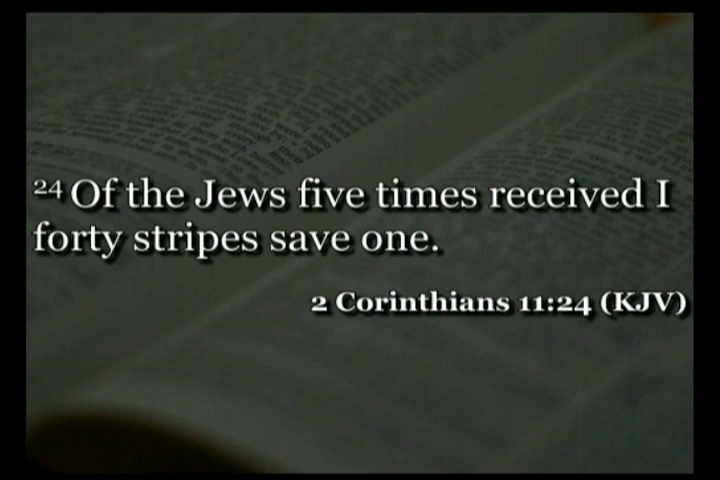 24 Of the Jews five times received I
forty stripes save one.
2 Corinthians 11:24 (KJV)